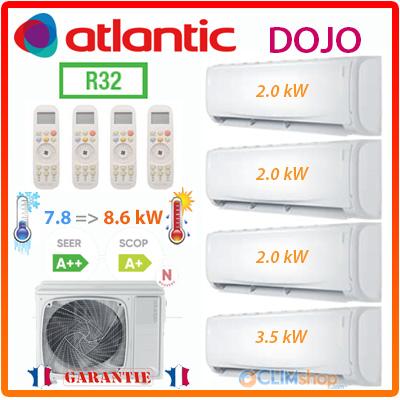 atlantic DOJO
R32
2.0 kW
2.0 kW
7.8 => 8.6 kW
SEER SCOP
A++ A+
N
2.0 kW
3.5 kW
GARANTIE
CLIMshop.com